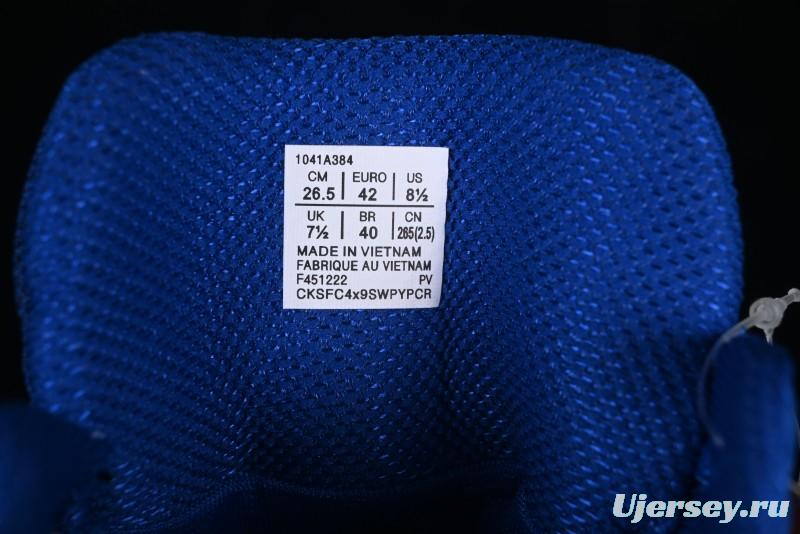 1041A384
CM EURO US
26.5 42 8½
UK BR CN
7½ 40 265(2.5)
MADE IN VIETNAM
FABRIQUE AU VIETNAM
F451222 PV
CKSFC4x9SWPYPCR
Ujersey.ru